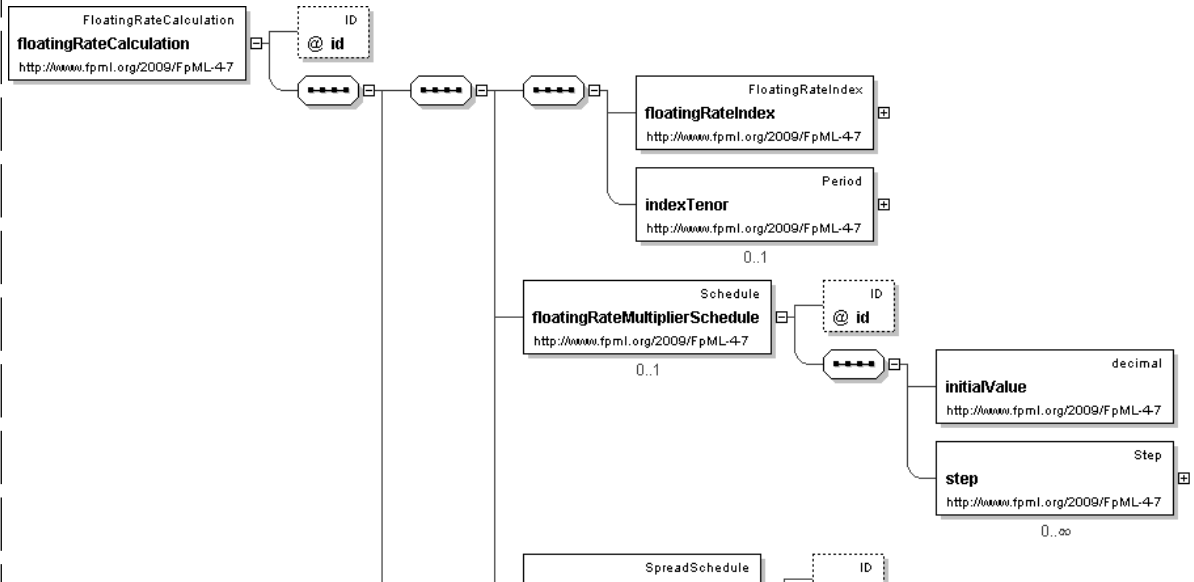 FloatingRateCalculation
floatingRateCalculation
http://www.fpml.org/2009/FpML-4-7
ID
@ id
FloatingRateIndex
floatingRateIndex
http://www.fpml.org/2009/FpML-4-7
Period
indexTenor
http://www.fpml.org/2009/FpML-4-7
0..1
Schedule
floatingRateMultiplierSchedule
http://www.fpml.org/2009/FpML-4-7
0..1
ID
@ id
decimal
initialValue
http://www.fpml.org/2009/FpML-4-7
Step
step
http://www.fpml.org/2009/FpML-4-7
0..∞
SpreadSchedule
ID